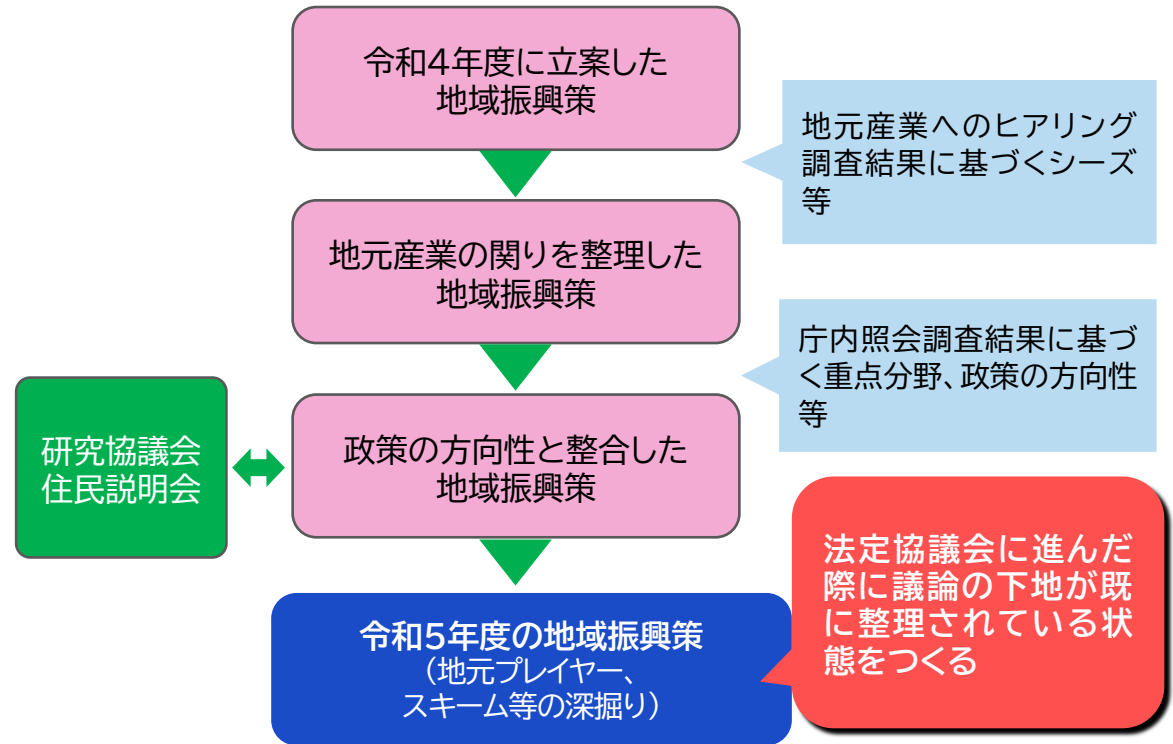 令和4年度に立案した
地域振興策
地元産業へのヒアリング
調査結果に基づくシーズ
等
地元産業の関りを整理した
地域振興策
庁内照会調査結果に基づ
く重点分野、政策の方向性
等
研究協議会
住民説明会
政策の方向性と整合した
地域振興策
法定協議会に進んだ
際に議論の下地が既
に整理されている状
態をつくる
令和5年度の地域振興策
（地元プレイヤー、
スキーム等の深掘り）